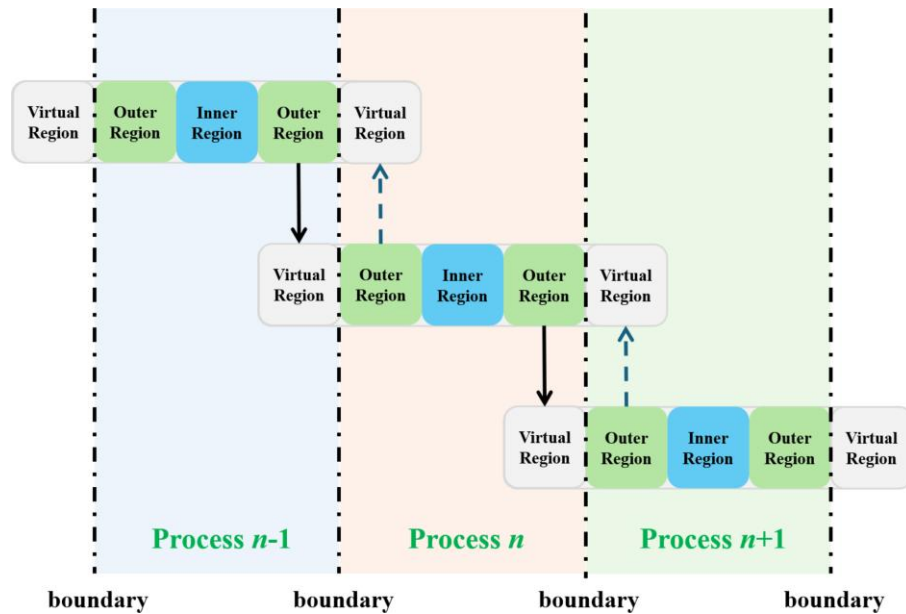 Virtual
Region
Outer
Region
Inner
Region
Outer
Region
Virtual
Region
Virtual
Region
Outer
Region
Inner
Region
Outer
Region
Virtual
Region
Virtual
Region
Outer
Region
Inner
Region
Outer
Region
Virtual
Region
Process n-1
Process n
Process n+1
boundary
boundary
boundary
boundary